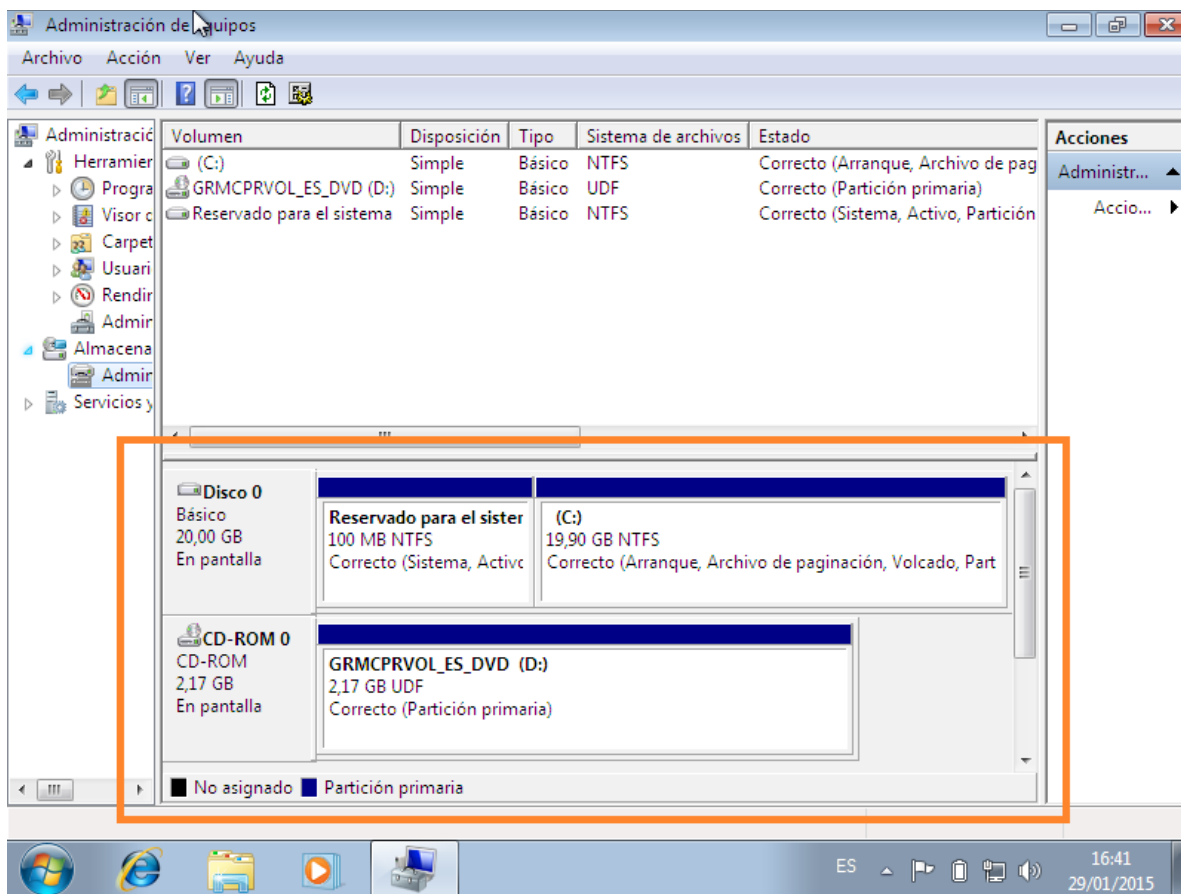 Administración de equipos
Archivo Acción Ver Ayuda
Administració
Herramier
Progra
Visor c
Carpet
Usuari
Rendir
Admir
Almacena
Admir
Servicios y
Volumen Disposición Tipo Sistema de archivos Estado
(C:) Simple Básico NTFS Correcto (Arranque, Archivo de pag
GRMCPRVOL_ES_DVD (D:) Simple Básico UDF Correcto (Partición primaria)
Reservado para el sistema Simple Básico NTFS Correcto (Sistema, Activo, Partición
Acciones
Administr...
Accio...
Disco 0
Básico
20,00 GB
En pantalla
Reservado para el sister
100 MB NTFS
Correcto (Sistema, Activc
(C:)
19,90 GB NTFS
Correcto (Arranque, Archivo de paginación, Volcado, Part
CD-ROM 0
CD-ROM
2,17 GB
En pantalla
GRMCPRVOL_ES_DVD (D:)
2,17 GB UDF
Correcto (Partición primaria)
No asignado Partición primaria
ES
16:41
29/01/2015